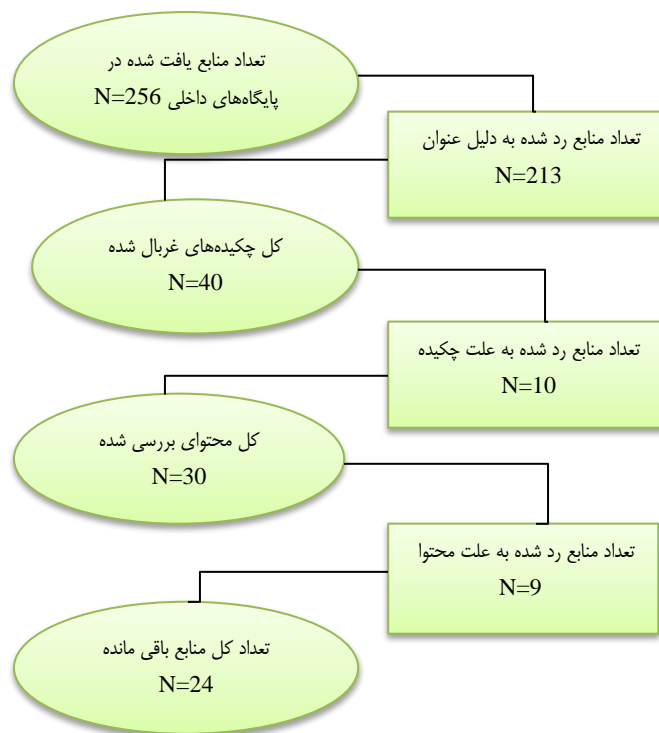 تعداد منابع یافت شده در
پایگاه‌های داخلی N=256
تعداد منابع رد شده به دلیل عنوان
N=213
کل چکیده‌های غربال شده
N=40
تعداد منابع رد شده به علت چکیده
N=10
کل محتوای بررسی شده
N=30
تعداد منابع رد شده به علت محتوا
N=9
تعداد کل منابع باقی مانده
N=24